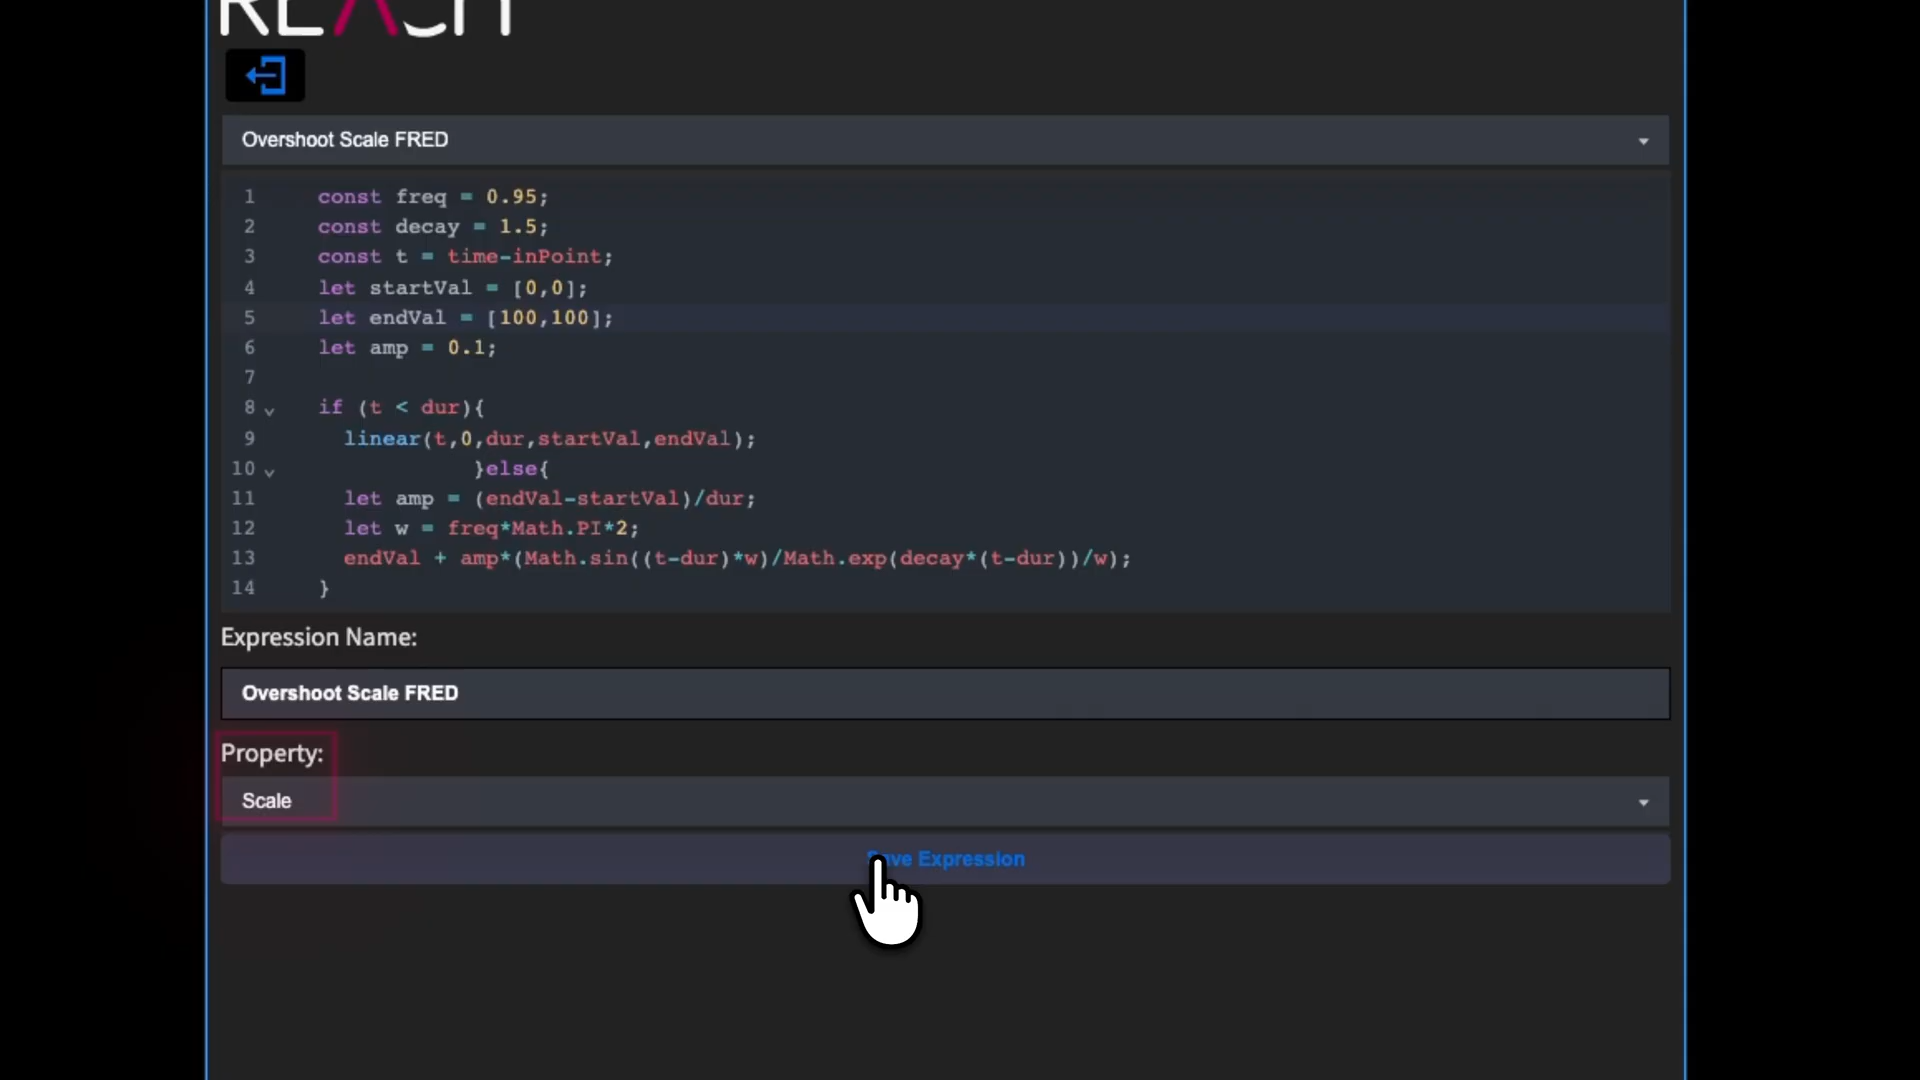 REACH
Overshoot Scale FRED
1 const freq = 0.95;
2 const decay = 1.5;
3 const t = time-inPoint;
4 let startVal = [0,0];
5 let endVal = [100,100];
6 let amp = 0.1;
7
8 if (t < dur){
9 linear(t,0,dur,startVal,endVal);
10 }else{
11 let amp = (endVal-startVal)/dur;
12 let w = freq*Math.PI*2;
13 endVal + amp*(Math.sin((t-dur)*w)/Math.exp(decay*(t-dur))/w);
14 }
Expression Name:
Overshoot Scale FRED
Property:
Scale
Save Expression